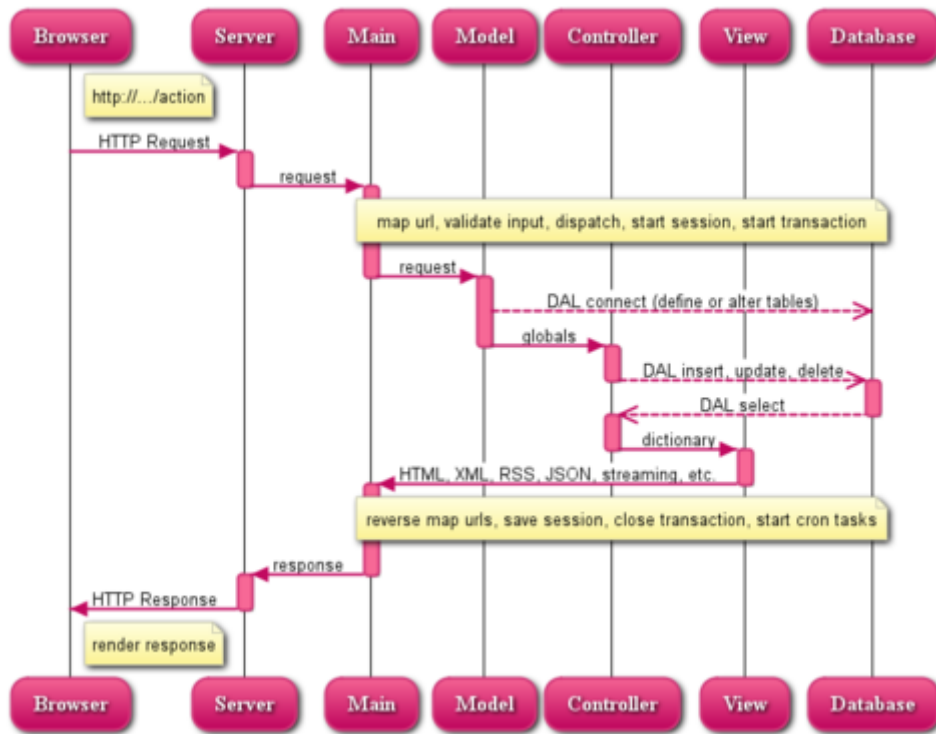 Browser Server Main Model Controller View Database
http://.../action
HTTP Request
request
map url, validate input, dispatch, start session, start transaction
request
DAL connect (define or alter tables)
globals
DAL insert, update, delete
DAL select
dictionary
HTML, XML, RSS, JSON, streaming, etc.
reverse map urls, save session, close transaction, start cron tasks
response
HTTP Response
render response
Browser Server Main Model Controller View Database